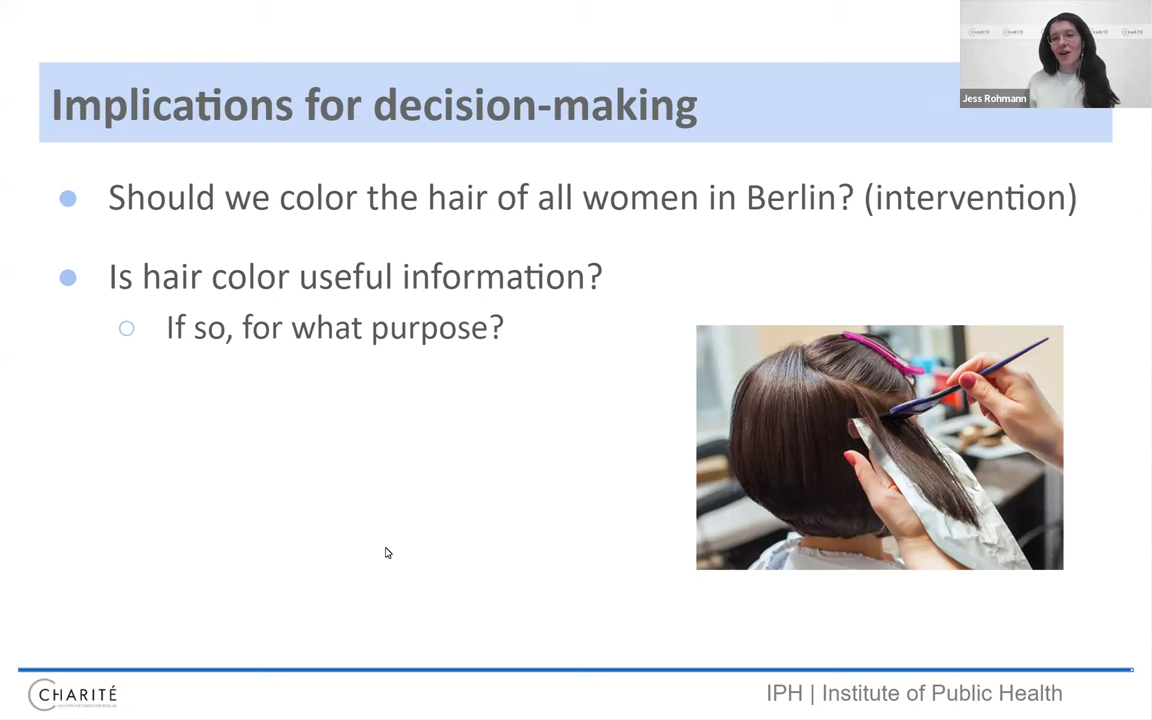 Jess Rohmann
Implications for decision-making
Should we color the hair of all women in Berlin? (intervention)
Is hair color useful information?
If so, for what purpose?
CHARITÉ
IPH | Institute of Public Health